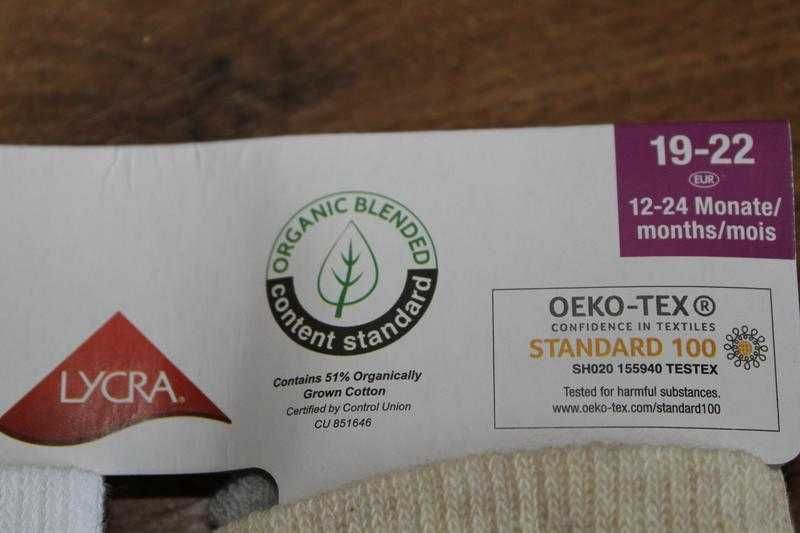 19-22
EUR
12-24 Monate/
months/mois
ORGANIC BLENDED
content standard
Contains 51% Organically
Grown Cotton
Certified by Control Union
CU 851646
LYCRA®
OEKO-TEX®
CONFIDENCE IN TEXTILES
STANDARD 100
SH020 155940 TESTEX
Tested for harmful substances.
www.oeko-tex.com/standard100